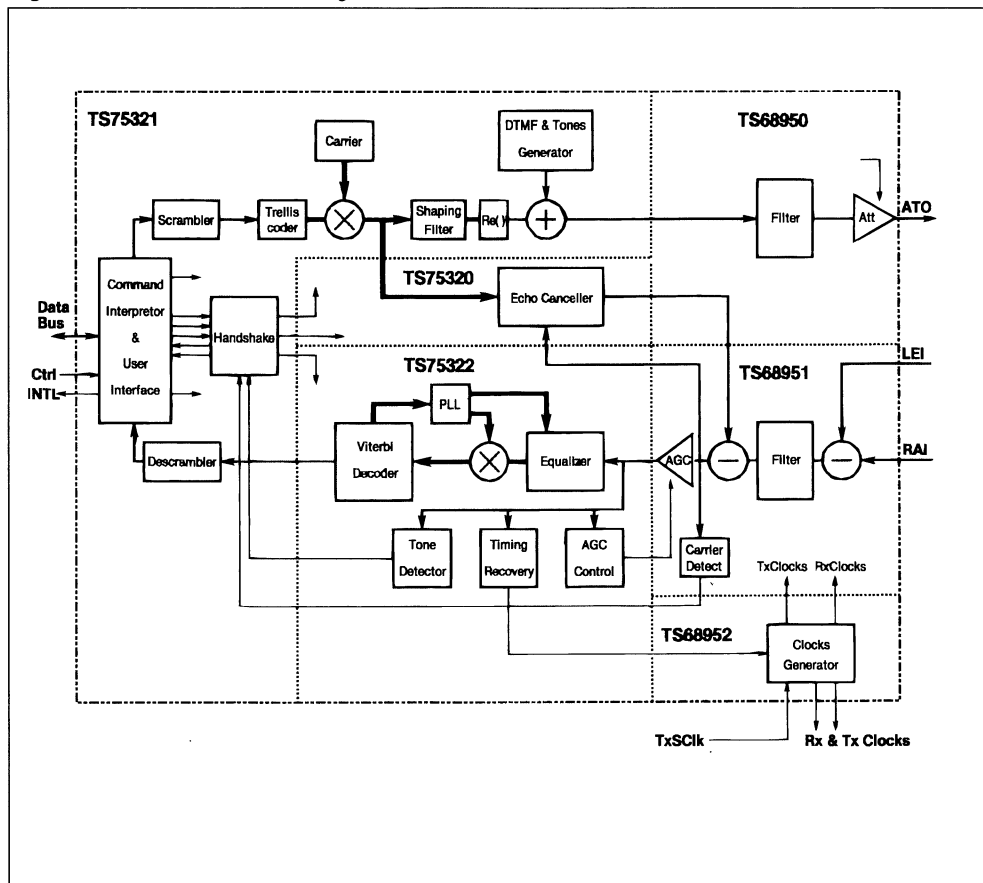 TS75321
TS68950
Carrier
DTMF & Tones
Generator
Scrambler
Trellis
coder
Shaping
Filter
Re( )
Filter
Att
ATO
TS75320
Echo Canceller
Command
Interpretor
&
User
Interface
Handshake
Data
Bus
Ctrl
INTL
TS75322
TS68951
LEI
PLL
Viterbi
Decoder
Equalizer
AGC
Filter
RAI
Descrambler
Tone
Detector
Timing
Recovery
AGC
Control
Carrier
Detect
TxClocks
RxClocks
TS68952
Clocks
Generator
TxSClk
Rx & Tx Clocks